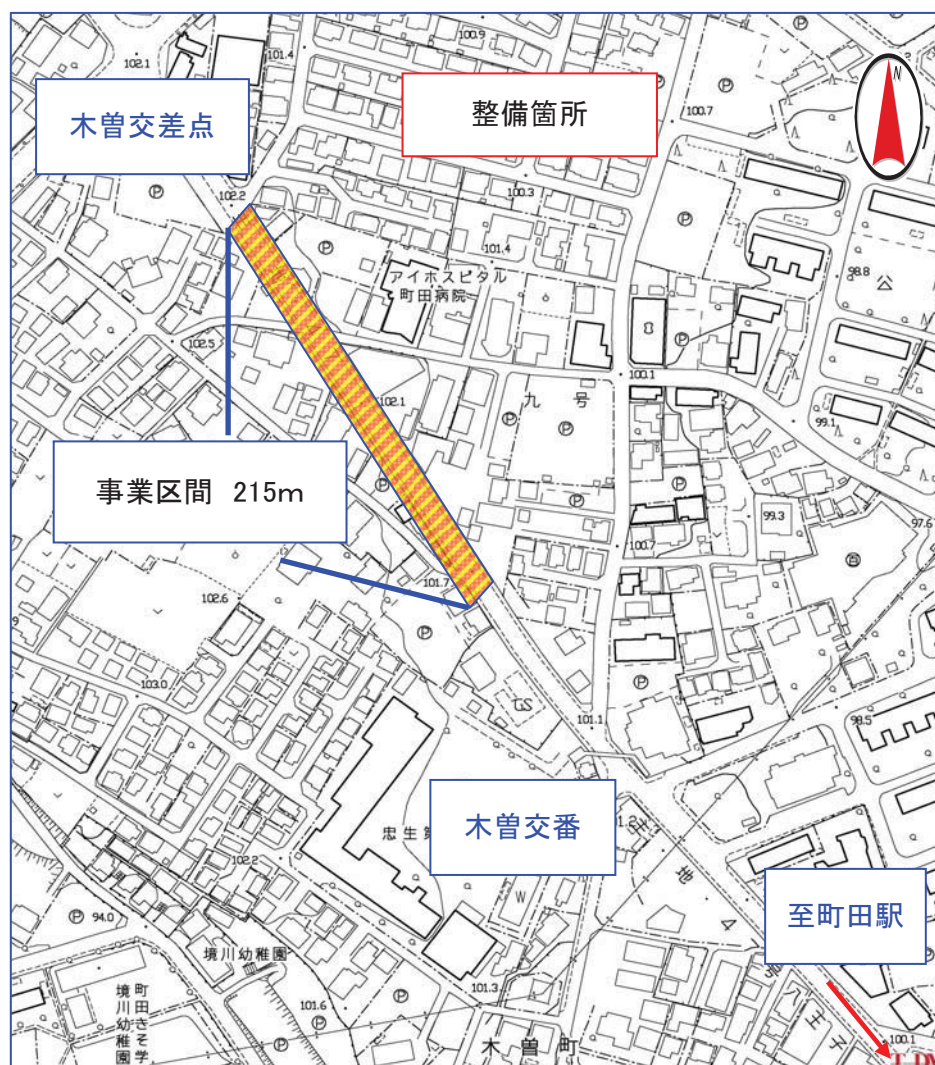 100.9
102.1
101.4
N
木曽交差点
整備箇所
100.7
P
P
100.3
102.2
P
P
101.4
アイホスピタル
町田病院
98.8
公
P
102.5
100.1
102.1
九号
P
P
99.1
事業区間 215m
P
P
99.3
97.6
100.7
101.7
102.6
P
P
103.0
GS
101.1
98.5
木曽交番
忠生第
102.2
W
至町田駅
P
94.0
境川幼稚園
101.3
101.6
P
P
P
木曽町
100.1
町田きそ学
境川幼稚園